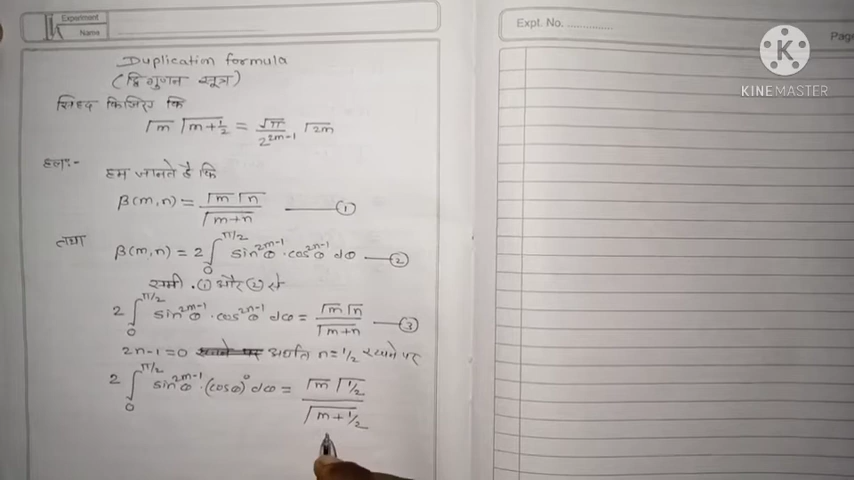 Experiment
Name
Expt. No. ..............
Page
KINEMASTER
Duplication formula
(द्विगुणन सूत्र)
सिद्ध किजिए कि
Γm Γm+1/2 = √π/2^(2m-1) Γ2m
हलः-
हम जानते है कि
β(m,n) = Γm Γn / Γm+n ——①
तथा
β(m,n) = 2 ∫₀^(π/2) sin^(2m-1)θ · cos^(2n-1)θ dθ —②
समी .① और ② से
2 ∫₀^(π/2) sin^(2m-1)θ · cos^(2n-1)θ dθ = Γm Γn / Γm+n —③
2n-1=0 अर्थात n=1/2 रखने पर
2 ∫₀^(π/2) sin^(2m-1)θ · (cosθ)^0 dθ = Γm Γ1/2 / Γm+1/2